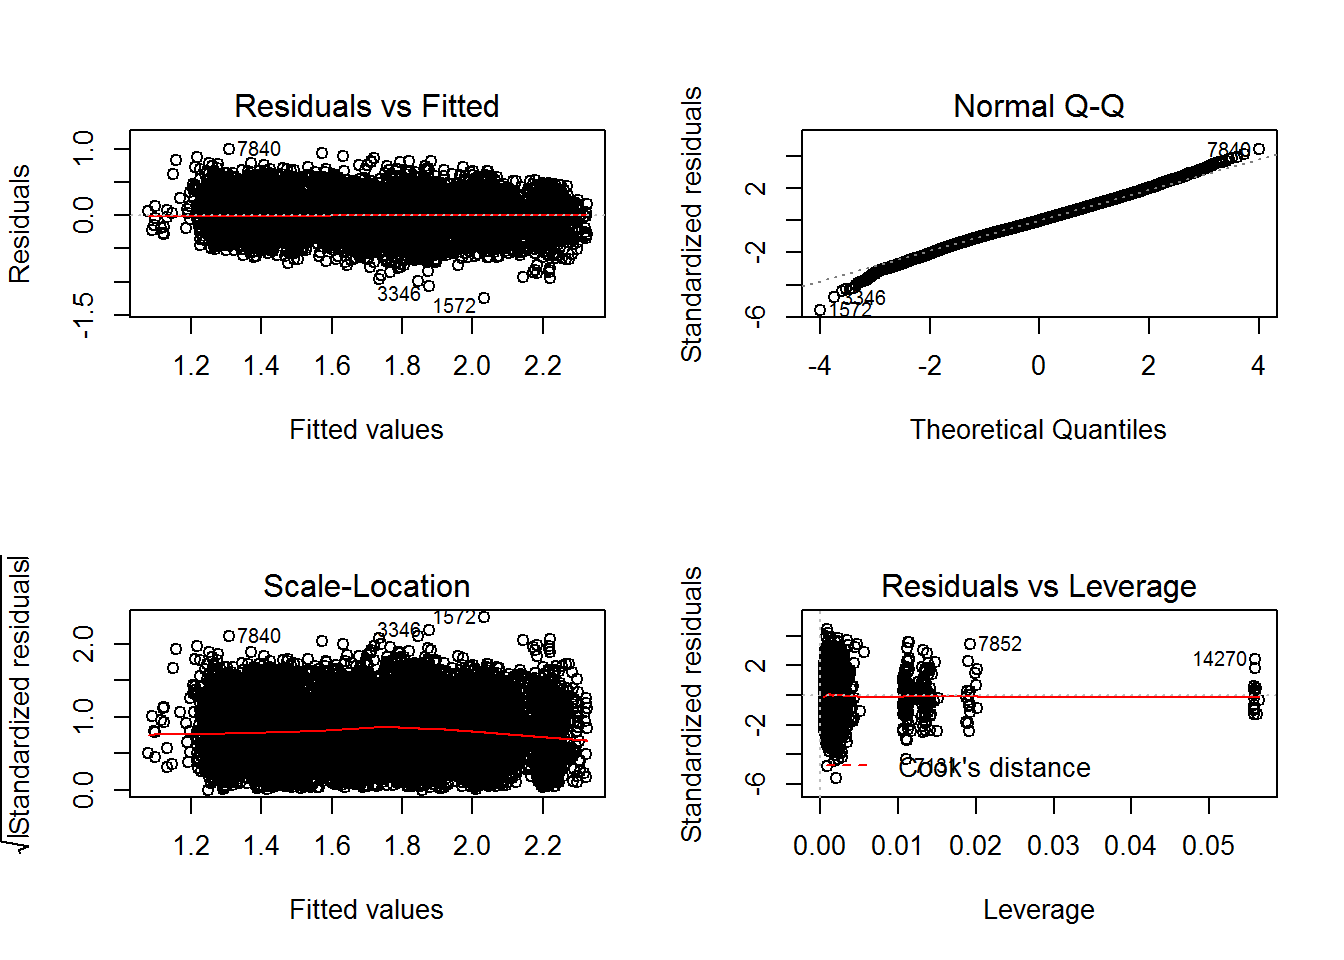 Residuals vs Fitted
Residuals
1.0
0.0
-1.5
7840
3346
1572
1.2 1.4 1.6 1.8 2.0 2.2
Fitted values
Normal Q-Q
Standardized residuals
2
-2
-6
7840
3346
1572
-4 -2 0 2 4
Theoretical Quantiles
Scale-Location
√|Standardized residuals|
2.0
1.0
0.0
7840
3346
1572
1.2 1.4 1.6 1.8 2.0 2.2
Fitted values
Residuals vs Leverage
Standardized residuals
2
-2
-6
7852
14270
Cook's distance
0.00 0.01 0.02 0.03 0.04 0.05
Leverage